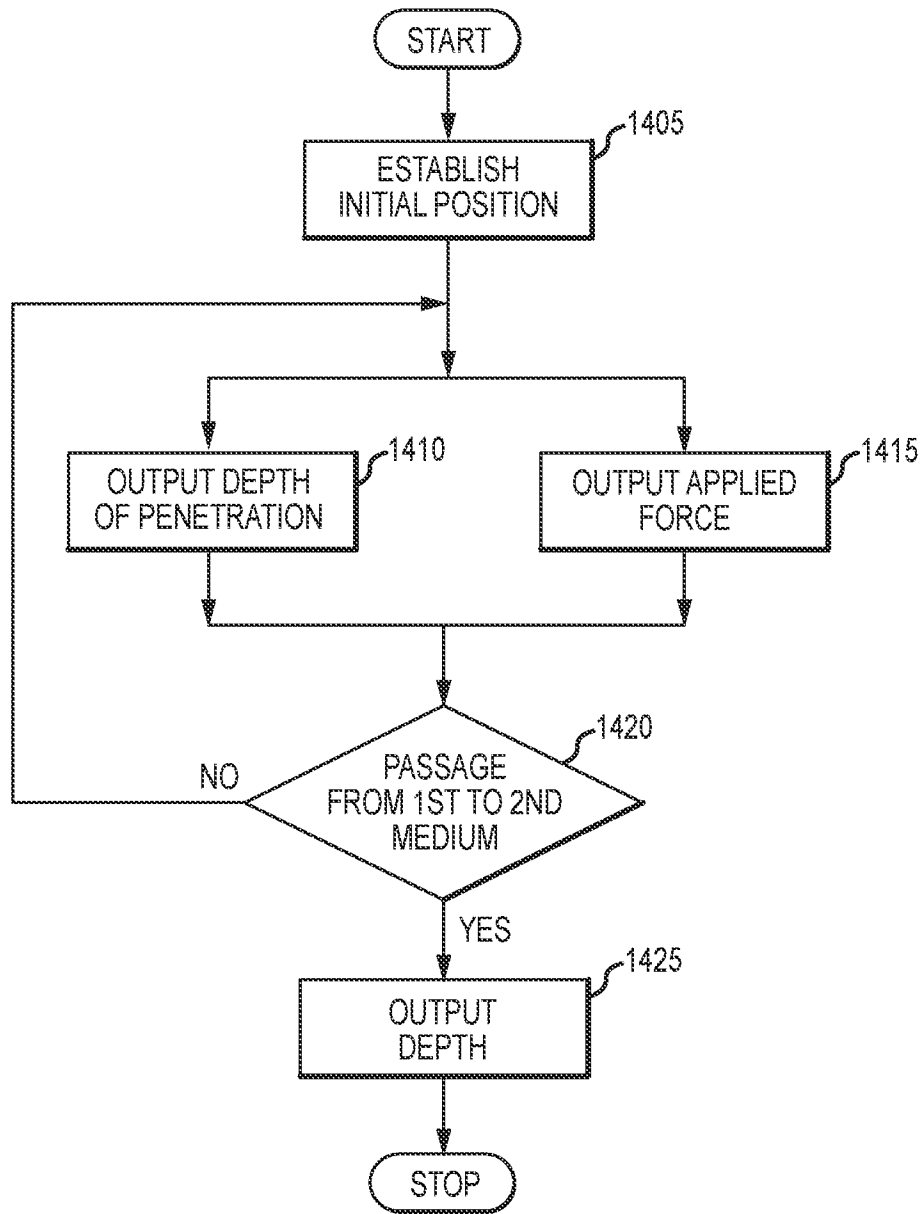 START
1405
ESTABLISH
INITIAL POSITION
1410
OUTPUT DEPTH
OF PENETRATION
1415
OUTPUT APPLIED
FORCE
1420
PASSAGE
FROM 1ST TO 2ND
MEDIUM
NO
YES
1425
OUTPUT
DEPTH
STOP